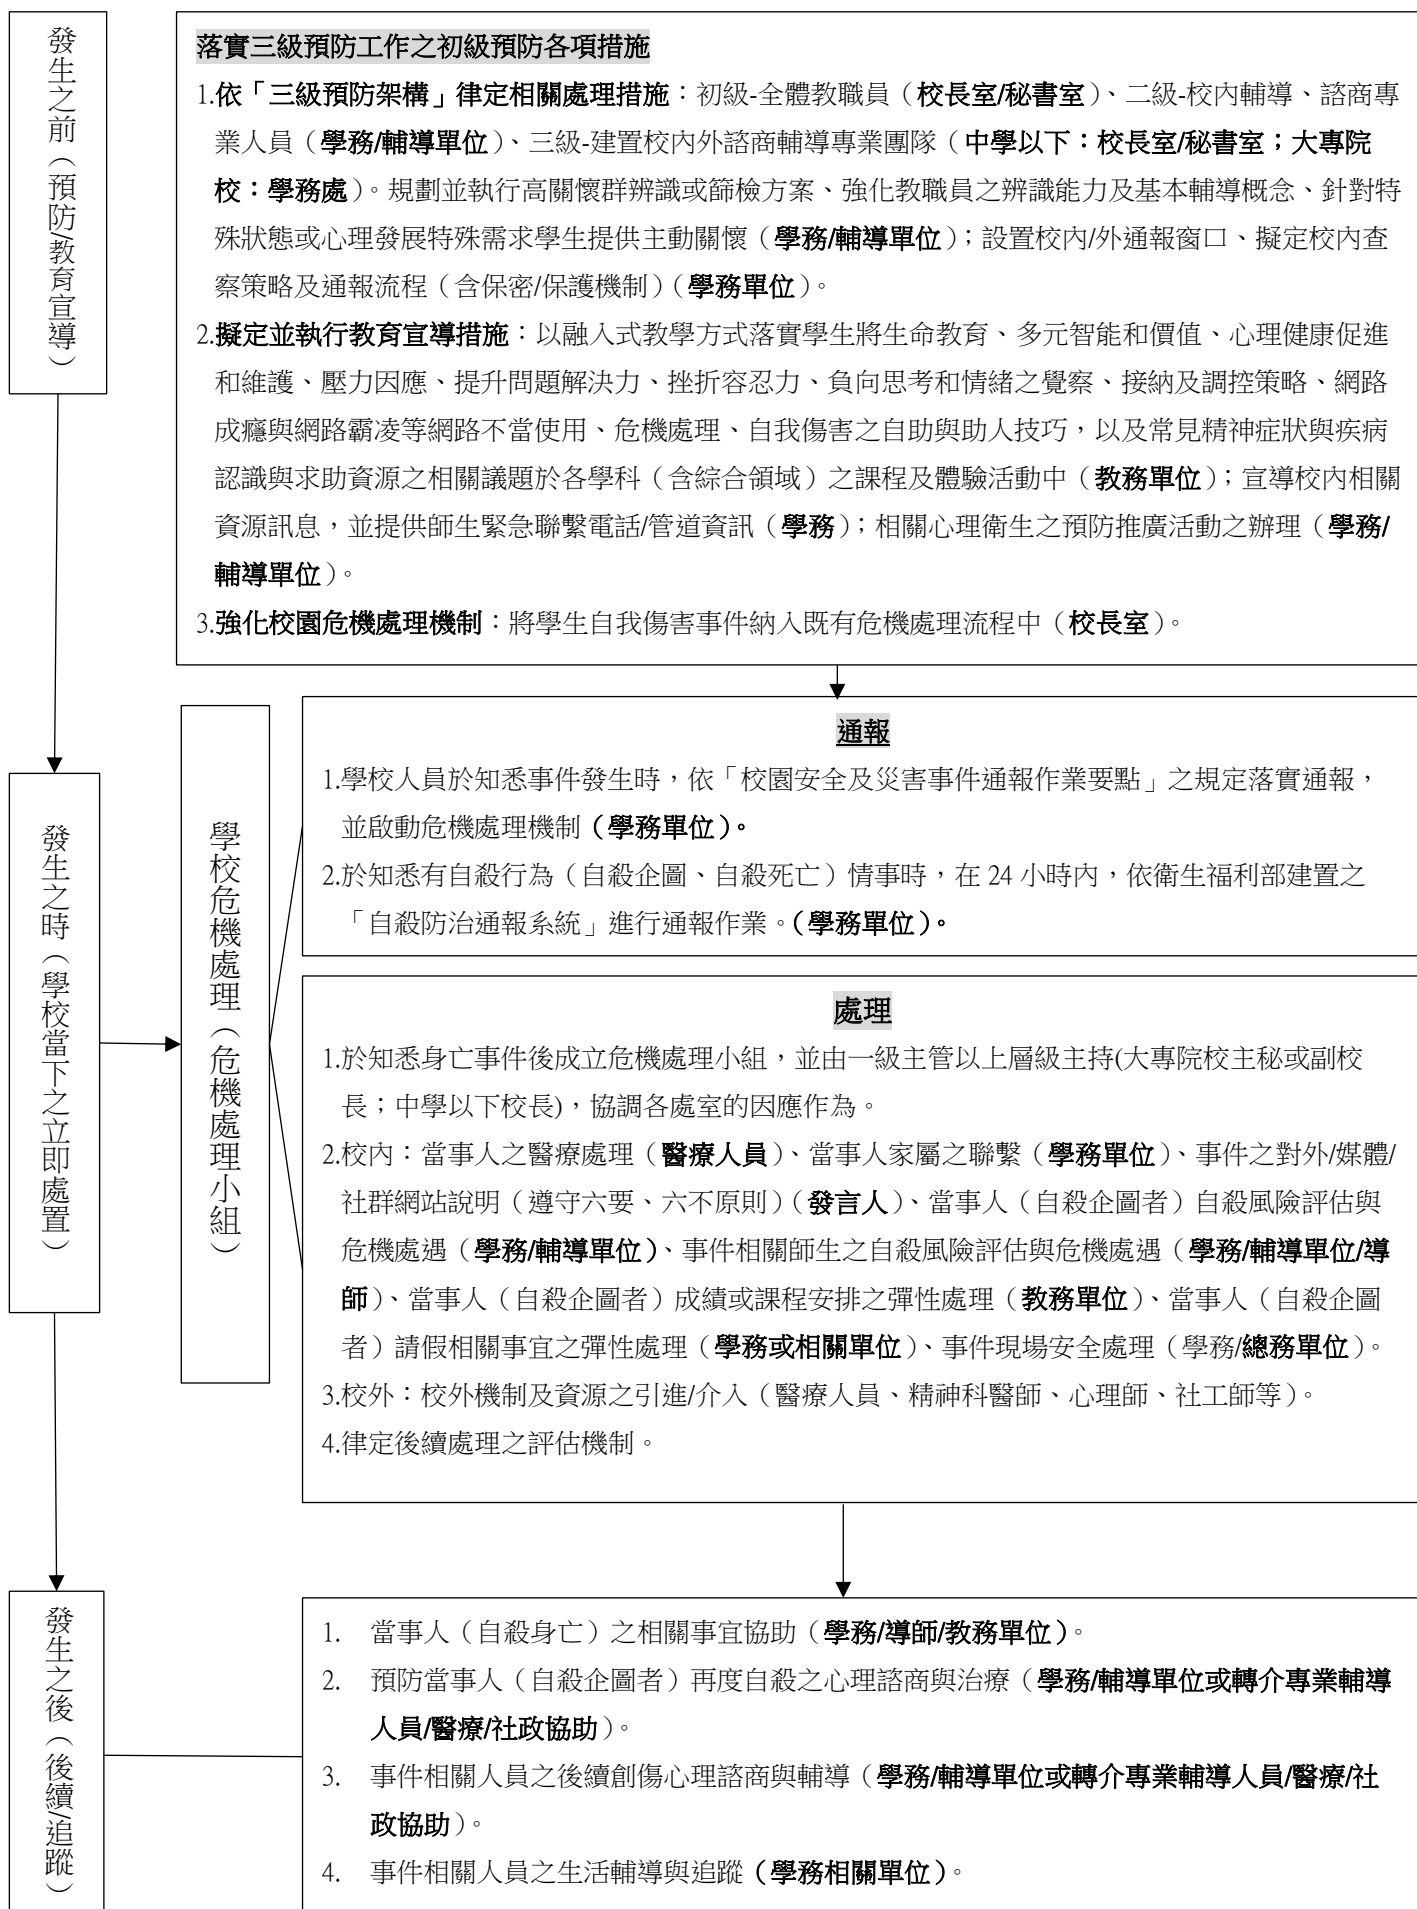 發生之前（預防/教育宣導）
落實三級預防工作之初級預防各項措施
1.依「三級預防架構」律定相關處理措施：初級-全體教職員（校長室/秘書室）、二級-校內輔導、諮商專
業人員（學務/輔導單位）、三級-建置校內外諮商輔導專業團隊（中學以下：校長室/秘書室；大專院
校：學務處）。規劃並執行高關懷群辨識或篩檢方案、強化教職員之辨識能力及基本輔導概念、針對特
殊狀態或心理發展特殊需求學生提供主動關懷（學務/輔導單位）；設置校內/外通報窗口、擬定校內查
察策略及通報流程（含保密/保護機制）（學務單位）。
2.擬定並執行教育宣導措施：以融入式教學方式落實學生將生命教育、多元智能和價值、心理健康促進
和維護、壓力因應、提升問題解決力、挫折容忍力、負向思考和情緒之覺察、接納及調控策略、網路
成癮與網路霸凌等網路不當使用、危機處理、自我傷害之自助與助人技巧，以及常見精神症狀與疾病
認識與求助資源之相關議題於各學科（含綜合領域）之課程及體驗活動中（教務單位）；宣導校內相關
資源訊息，並提供師生緊急聯繫電話/管道資訊（學務）；相關心理衛生之預防推廣活動之辦理（學務/
輔導單位）。
3.強化校園危機處理機制：將學生自我傷害事件納入既有危機處理流程中（校長室）。
發生之時（學校當下之立即處置）
學校危機處理（危機處理小組）
通報
1.學校人員於知悉事件發生時，依「校園安全及災害事件通報作業要點」之規定落實通報，
並啟動危機處理機制（學務單位）。
2.於知悉有自殺行為（自殺企圖、自殺死亡）情事時，在 24 小時內，依衛生福利部建置之
「自殺防治通報系統」進行通報作業。（學務單位）。
處理
1.於知悉身亡事件後成立危機處理小組，並由一級主管以上層級主持(大專院校主秘或副校
長；中學以下校長)，協調各處室的因應作為。
2.校內：當事人之醫療處理（醫療人員）、當事人家屬之聯繫（學務單位）、事件之對外/媒體/
社群網站說明（遵守六要、六不原則）（發言人）、當事人（自殺企圖者）自殺風險評估與
危機處遇（學務/輔導單位）、事件相關師生之自殺風險評估與危機處遇（學務/輔導單位/導
師）、當事人（自殺企圖者）成績或課程安排之彈性處理（教務單位）、當事人（自殺企圖
者）請假相關事宜之彈性處理（學務或相關單位）、事件現場安全處理（學務/總務單位）。
3.校外：校外機制及資源之引進/介入（醫療人員、精神科醫師、心理師、社工師等）。
4.律定後續處理之評估機制。
發生之後（後續/追蹤）
1. 當事人（自殺身亡）之相關事宜協助（學務/導師/教務單位）。
2. 預防當事人（自殺企圖者）再度自殺之心理諮商與治療（學務/輔導單位或轉介專業輔導
人員/醫療/社政協助）。
3. 事件相關人員之後續創傷心理諮商與輔導（學務/輔導單位或轉介專業輔導人員/醫療/社
政協助）。
4. 事件相關人員之生活輔導與追蹤（學務相關單位）。